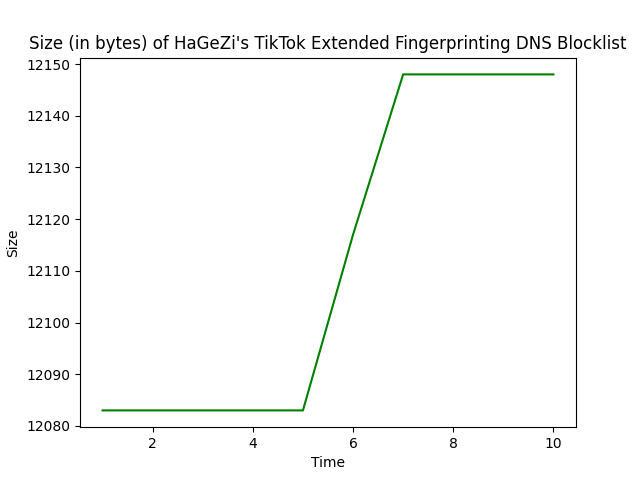 Size (in bytes) of HaGeZi's TikTok Extended Fingerprinting DNS Blocklist
12150
12140
12130
12120
12110
12100
12090
12080
Size
2 4 6 8 10
Time